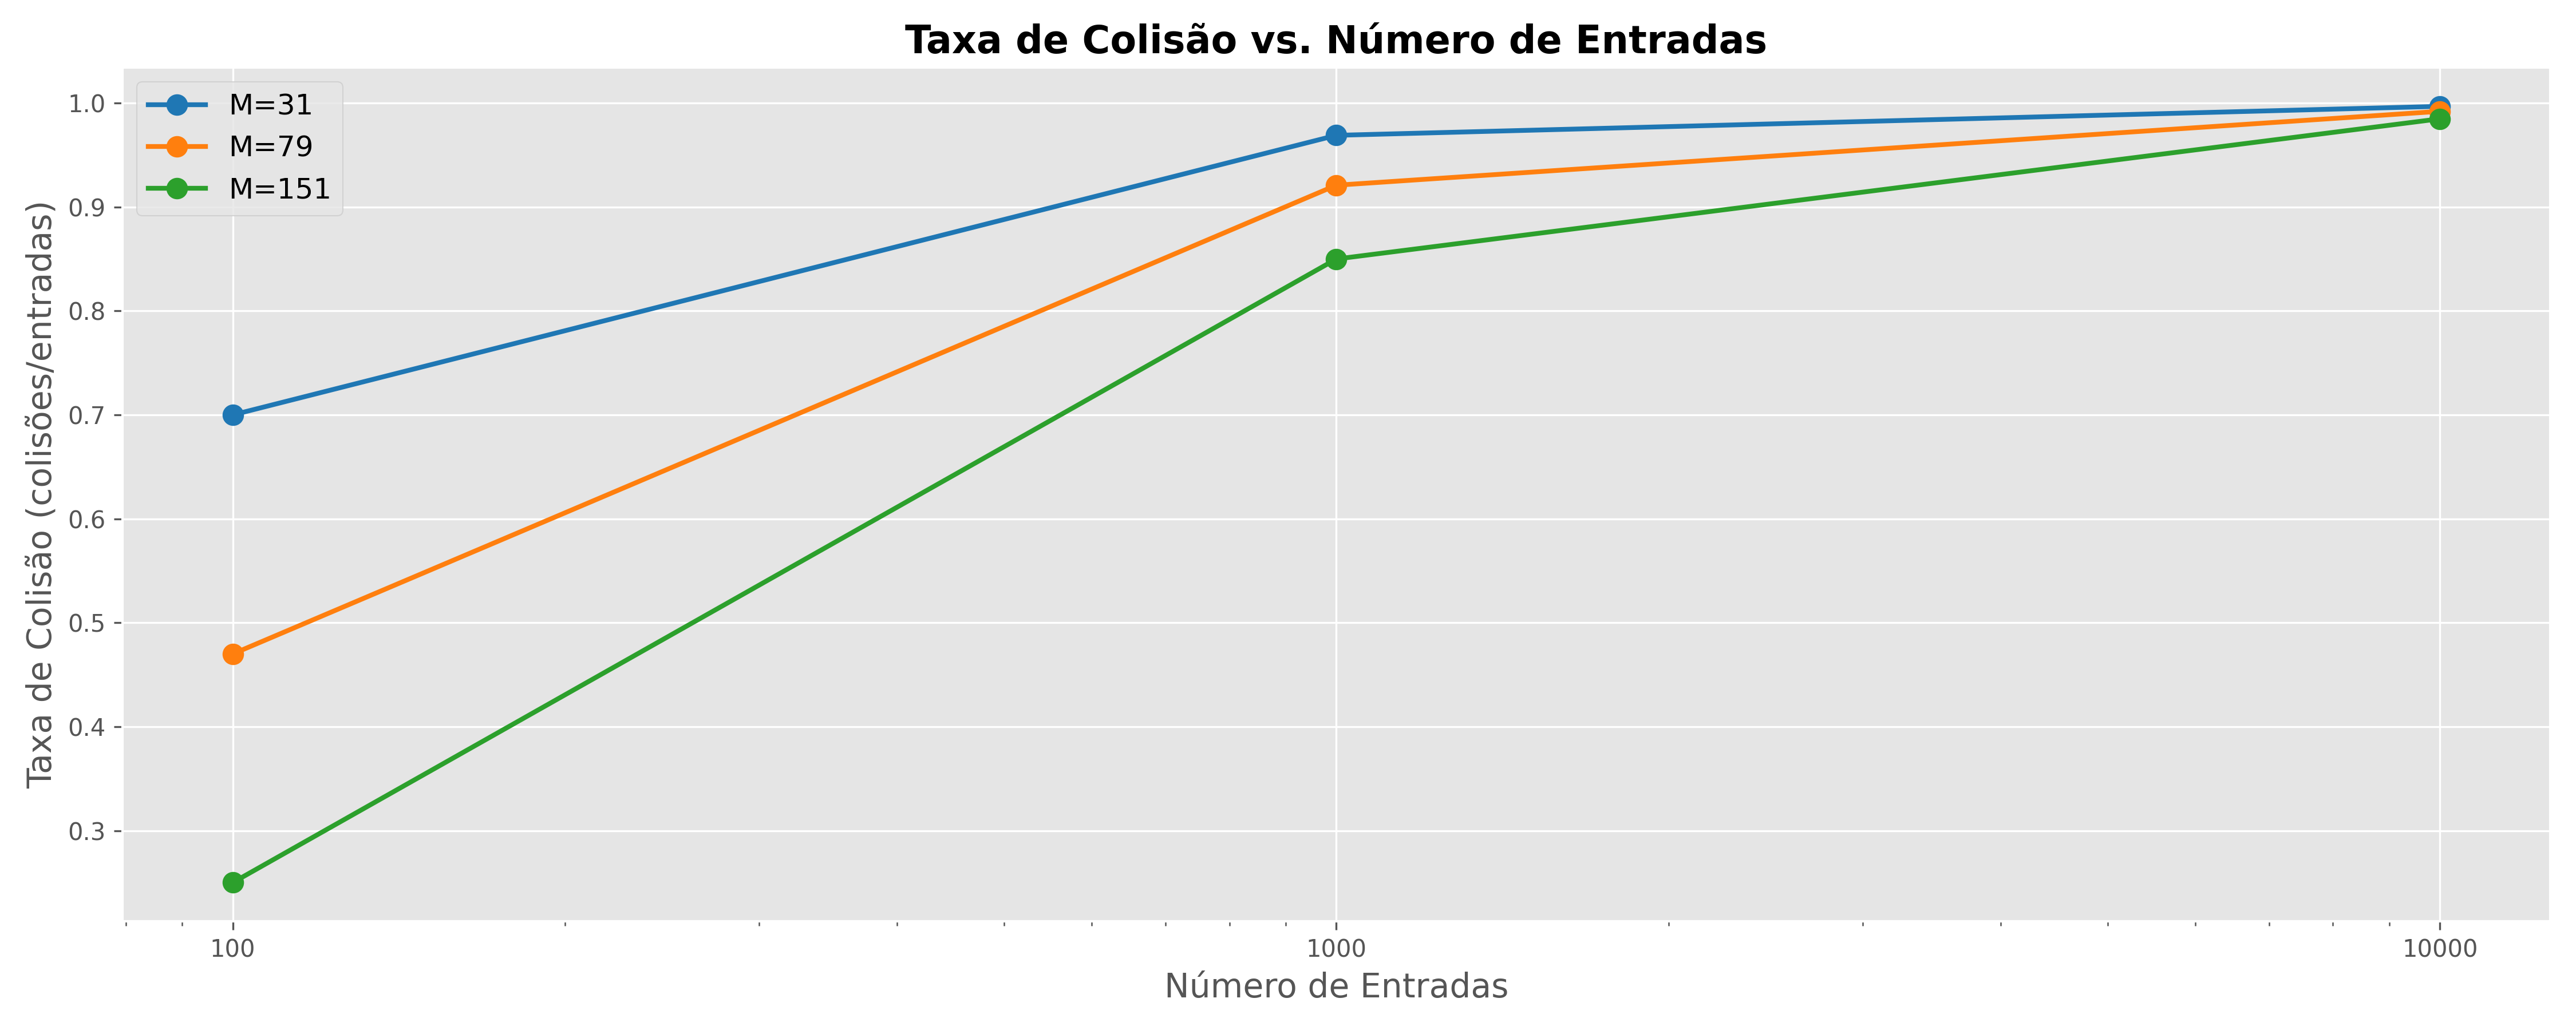 Taxa de Colisão vs. Número de Entradas
M=31
M=79
M=151
Taxa de Colisão (colisões/entradas)
1.0
0.9
0.8
0.7
0.6
0.5
0.4
0.3
100
1000
10000
Número de Entradas